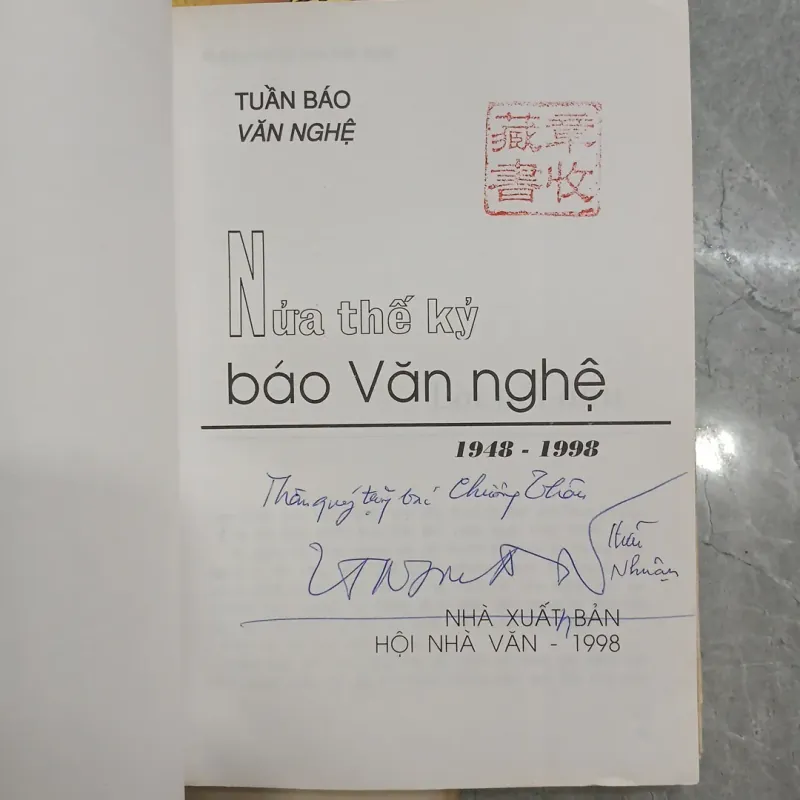 TUẦN BÁO
VĂN NGHỆ
章收
藏書
Nửa thế kỷ
báo Văn nghệ
1948 - 1998
Thân quý tặng bác Chương Thâu
Hữu
Nhuận
NHÀ XUẤT BẢN
HỘI NHÀ VĂN - 1998